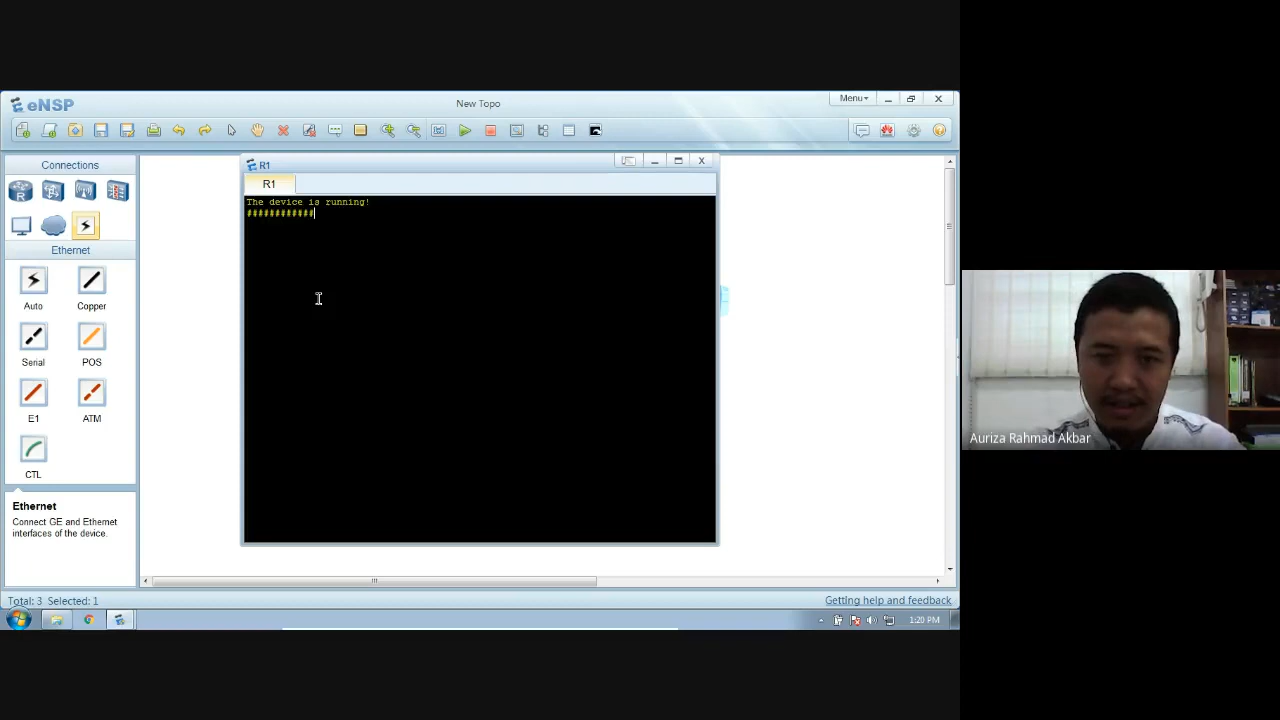 eNSP
New Topo
Menu
Connections
R1
R1
The device is running!
############
Ethernet
Auto
Copper
Serial
POS
E1
ATM
CTL
Ethernet
Connect GE and Ethernet
interfaces of the device.
Total: 3 Selected: 1
Getting help and feedback
1:20 PM
Auriza Rahmad Akbar